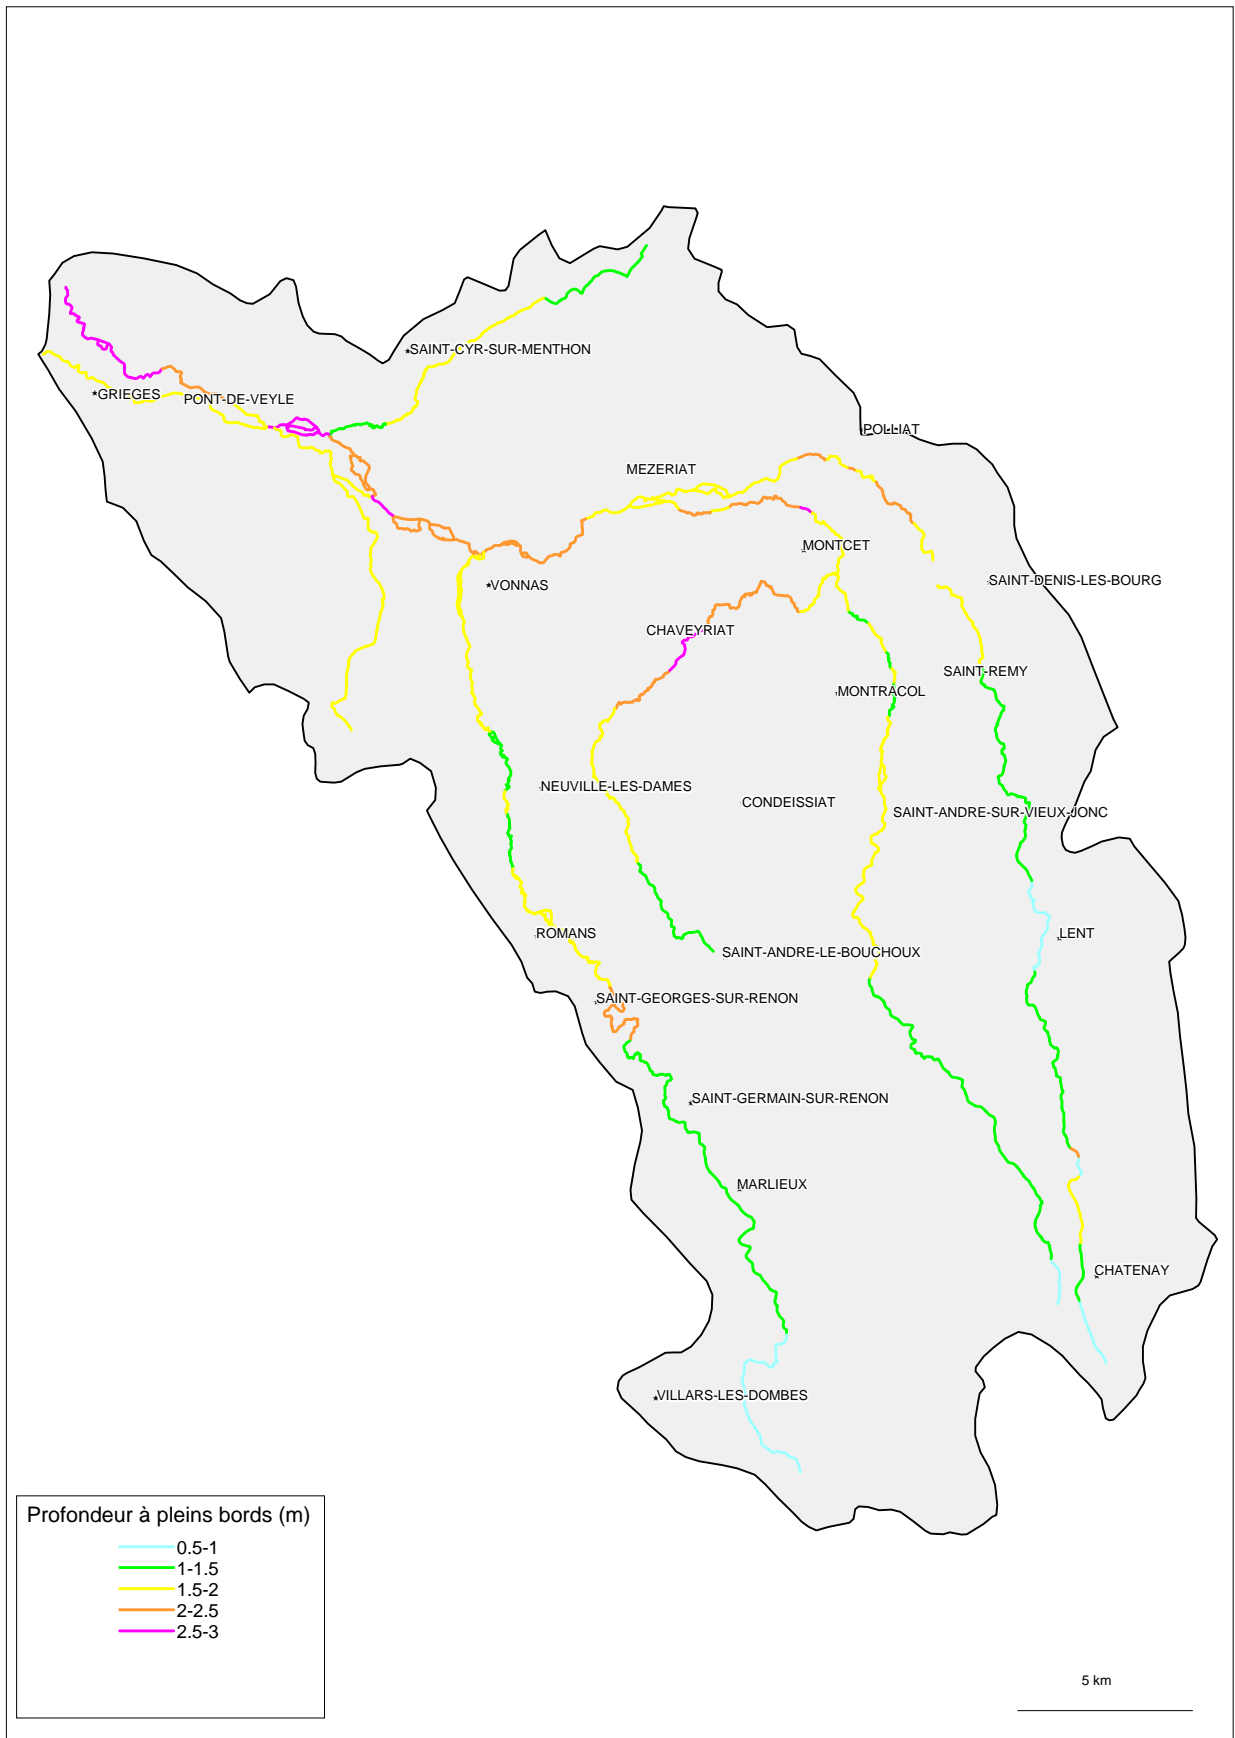 SAINT-CYR-SUR-MENTHON
GRIEGES
PONT-DE-VEYLE
POLLIAT
MEZERIAT
MONTCET
SAINT-DENIS-LES-BOURG
VONNAS
CHAVEYRIAT
SAINT-REMY
MONTRACOL
NEUVILLE-LES-DAMES
CONDEISSIAT
SAINT-ANDRE-SUR-VIEUX-JONC
ROMANS
LENT
SAINT-ANDRE-LE-BOUCHOUX
SAINT-GEORGES-SUR-RENON
SAINT-GERMAIN-SUR-RENON
MARLIEUX
CHATENAY
VILLARS-LES-DOMBES
Profondeur à pleins bords (m)
0.5-1
1-1.5
1.5-2
2-2.5
2.5-3
5 km